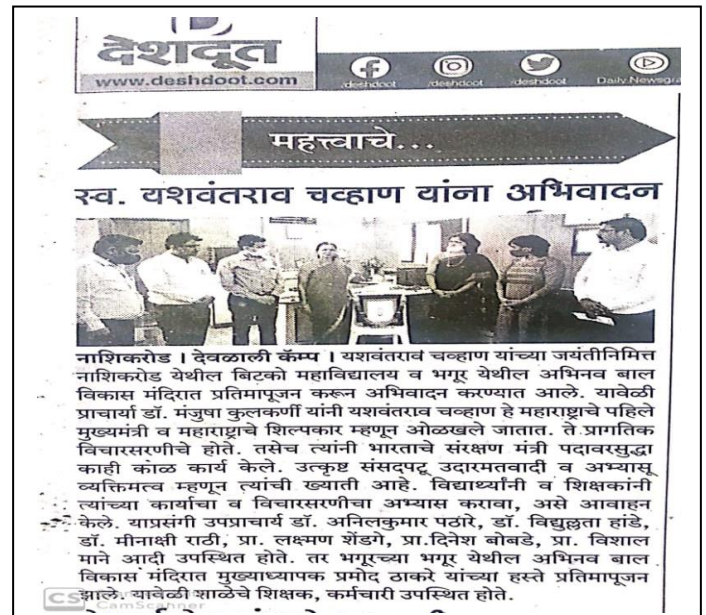 देशदूत
www.deshdoot.com
/deshdoot /deshdoot /deshdoot Daily.Newsgra
महत्त्वाचे...
स्व. यशवंतराव चव्हाण यांना अभिवादन
नाशिकरोड । देवळाली कॅम्प । यशवंतराव चव्हाण यांच्या जयंतीनिमित्त
नाशिकरोड येथील बिटको महाविद्यालय व भगूर येथील अभिनव बाल
विकास मंदिरात प्रतिमापूजन करून अभिवादन करण्यात आले. यावेळी
प्राचार्या डॉ. मंजुषा कुलकर्णी यांनी यशवंतराव चव्हाण हे महाराष्ट्राचे पहिले
मुख्यमंत्री व महाराष्ट्राचे शिल्पकार म्हणून ओळखले जातात. ते प्रागतिक
विचारसरणीचे होते. तसेच त्यांनी भारताचे संरक्षण मंत्री पदावरसुद्धा
काही काळ कार्य केले. उत्कृष्ट संसदपटू उदारमतवादी व अभ्यासू
व्यक्तिमत्व म्हणून त्यांची ख्याती आहे. विद्यार्थ्यांनी व शिक्षकांनी
त्यांच्या कार्याचा व विचारसरणीचा अभ्यास करावा, असे आवाहन
केले. याप्रसंगी उपप्राचार्य डॉ. अनिलकुमार पठारे, डॉ. विद्युल्लता हांडे,
डॉ. मीनाक्षी राठी, प्रा. लक्ष्मण शेंडगे, प्रा.दिनेश बोबडे, प्रा. विशाल
माने आदी उपस्थित होते. तर भगूरच्या भगूर येथील अभिनव बाल
विकास मंदिरात मुख्याध्यापक प्रमोद ठाकरे यांच्या हस्ते प्रतिमापूजन
झाले. यावेळी शाळेचे शिक्षक, कर्मचारी उपस्थित होते.
CS CamScanner